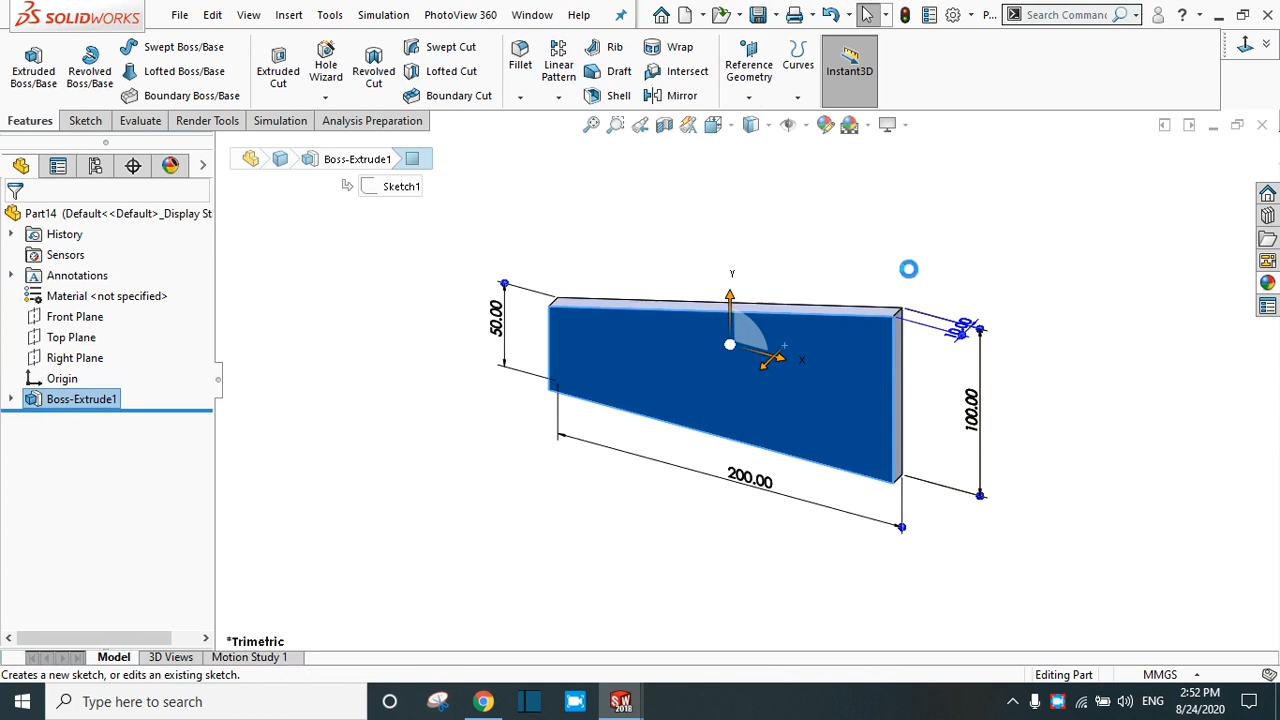 SOLIDWORKS
File Edit View Insert Tools Simulation PhotoView 360 Window Help
P...
Search Comman
?
Extruded Boss/Base
Revolved Boss/Base
Swept Boss/Base
Lofted Boss/Base
Boundary Boss/Base
Extruded Cut
Hole Wizard
Revolved Cut
Swept Cut
Lofted Cut
Boundary Cut
Fillet
Linear Pattern
Rib
Draft
Shell
Wrap
Intersect
Mirror
Reference Geometry
Curves
Instant3D
Features Sketch Evaluate Render Tools Simulation Analysis Preparation
Boss-Extrude1
Sketch1
Part14 (Default<<Default>_Display St
History
Sensors
Annotations
Material <not specified>
Front Plane
Top Plane
Right Plane
Origin
Boss-Extrude1
Y
X
50.00
10.00
100.00
200.00
*Trimetric
Model 3D Views Motion Study 1
Creates a new sketch, or edits an existing sketch.
Editing Part
MMGS
Type here to search
SW 2018
ENG
2:52 PM
8/24/2020